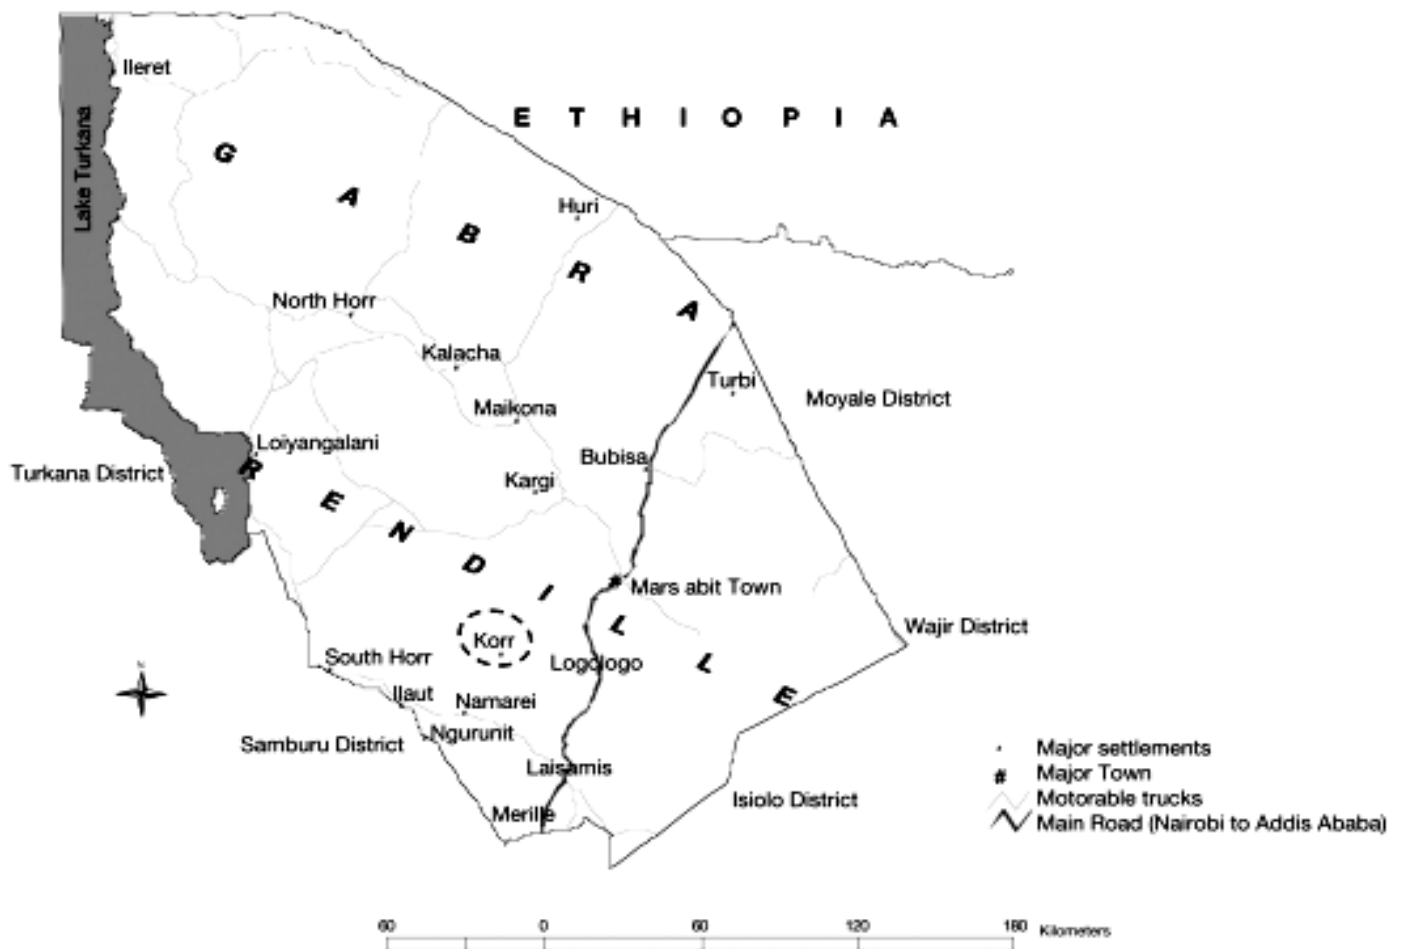 Ileret
E T H I O P I A
Lake Turkana
G A B R A
Huri
North Horr
Kalacha
Turbi
Moyale District
Maikona
Loiyangalani
Bubisa
Turkana District
Kargi
R E N D I L L E
Mars abit Town
Wajir District
Korr
South Horr
Logologo
Ilaut
Namarei
Ngurunit
Samburu District
Laisamis
Merille
Isiolo District
N
Major settlements
# Major Town
Motorable trucks
Main Road (Nairobi to Addis Ababa)
60 0 60 120 180 Kilometers